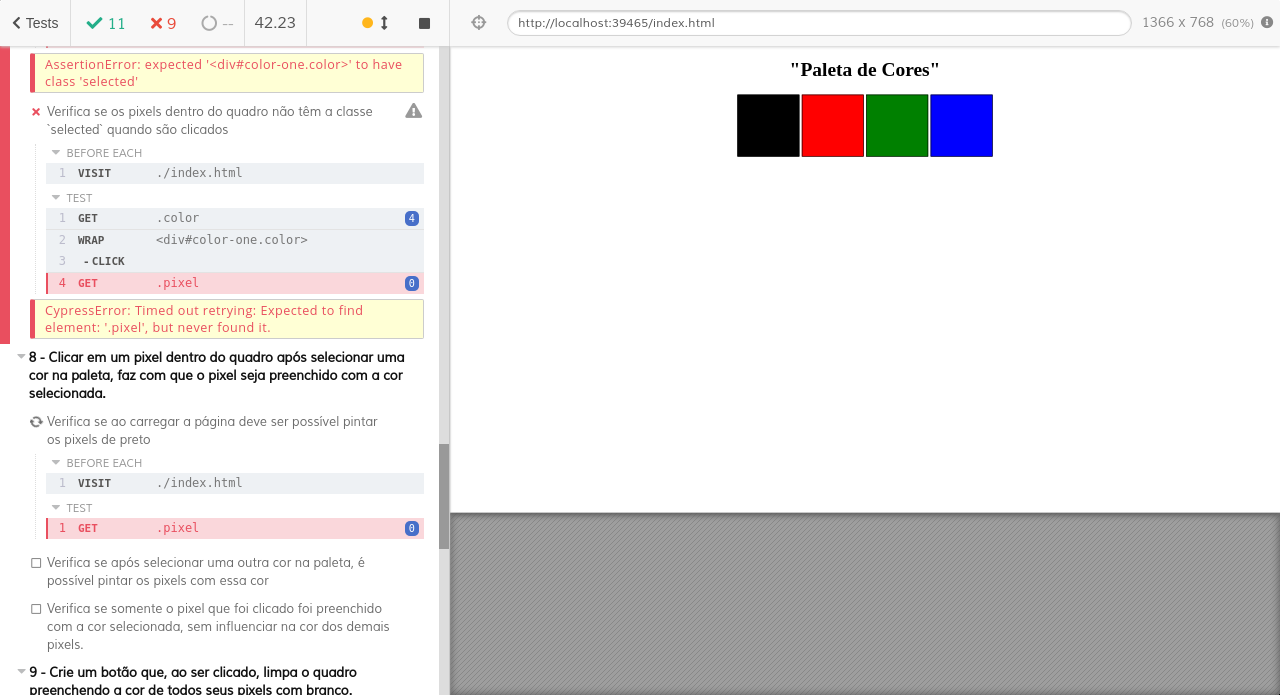 Tests
11
9
--
42.23
http://localhost:39465/index.html
1366 x 768 (60%)
AssertionError: expected '<div#color-one.color>' to have
class 'selected'
Verifica se os pixels dentro do quadro não têm a classe
`selected` quando são clicados
BEFORE EACH
1 VISIT ./index.html
TEST
1 GET .color 4
2 WRAP <div#color-one.color>
3 - CLICK
4 GET .pixel 0
CypressError: Timed out retrying: Expected to find
element: '.pixel', but never found it.
8 - Clicar em um pixel dentro do quadro após selecionar uma
cor na paleta, faz com que o pixel seja preenchido com a cor
selecionada.
Verifica se ao carregar a página deve ser possível pintar
os pixels de preto
BEFORE EACH
1 VISIT ./index.html
TEST
1 GET .pixel 0
Verifica se após selecionar uma outra cor na paleta, é
possível pintar os pixels com essa cor
Verifica se somente o pixel que foi clicado foi preenchido
com a cor selecionada, sem influenciar na cor dos demais
pixels.
9 - Crie um botão que, ao ser clicado, limpa o quadro
preenchendo a cor de todos seus pixels com branco.
"Paleta de Cores"